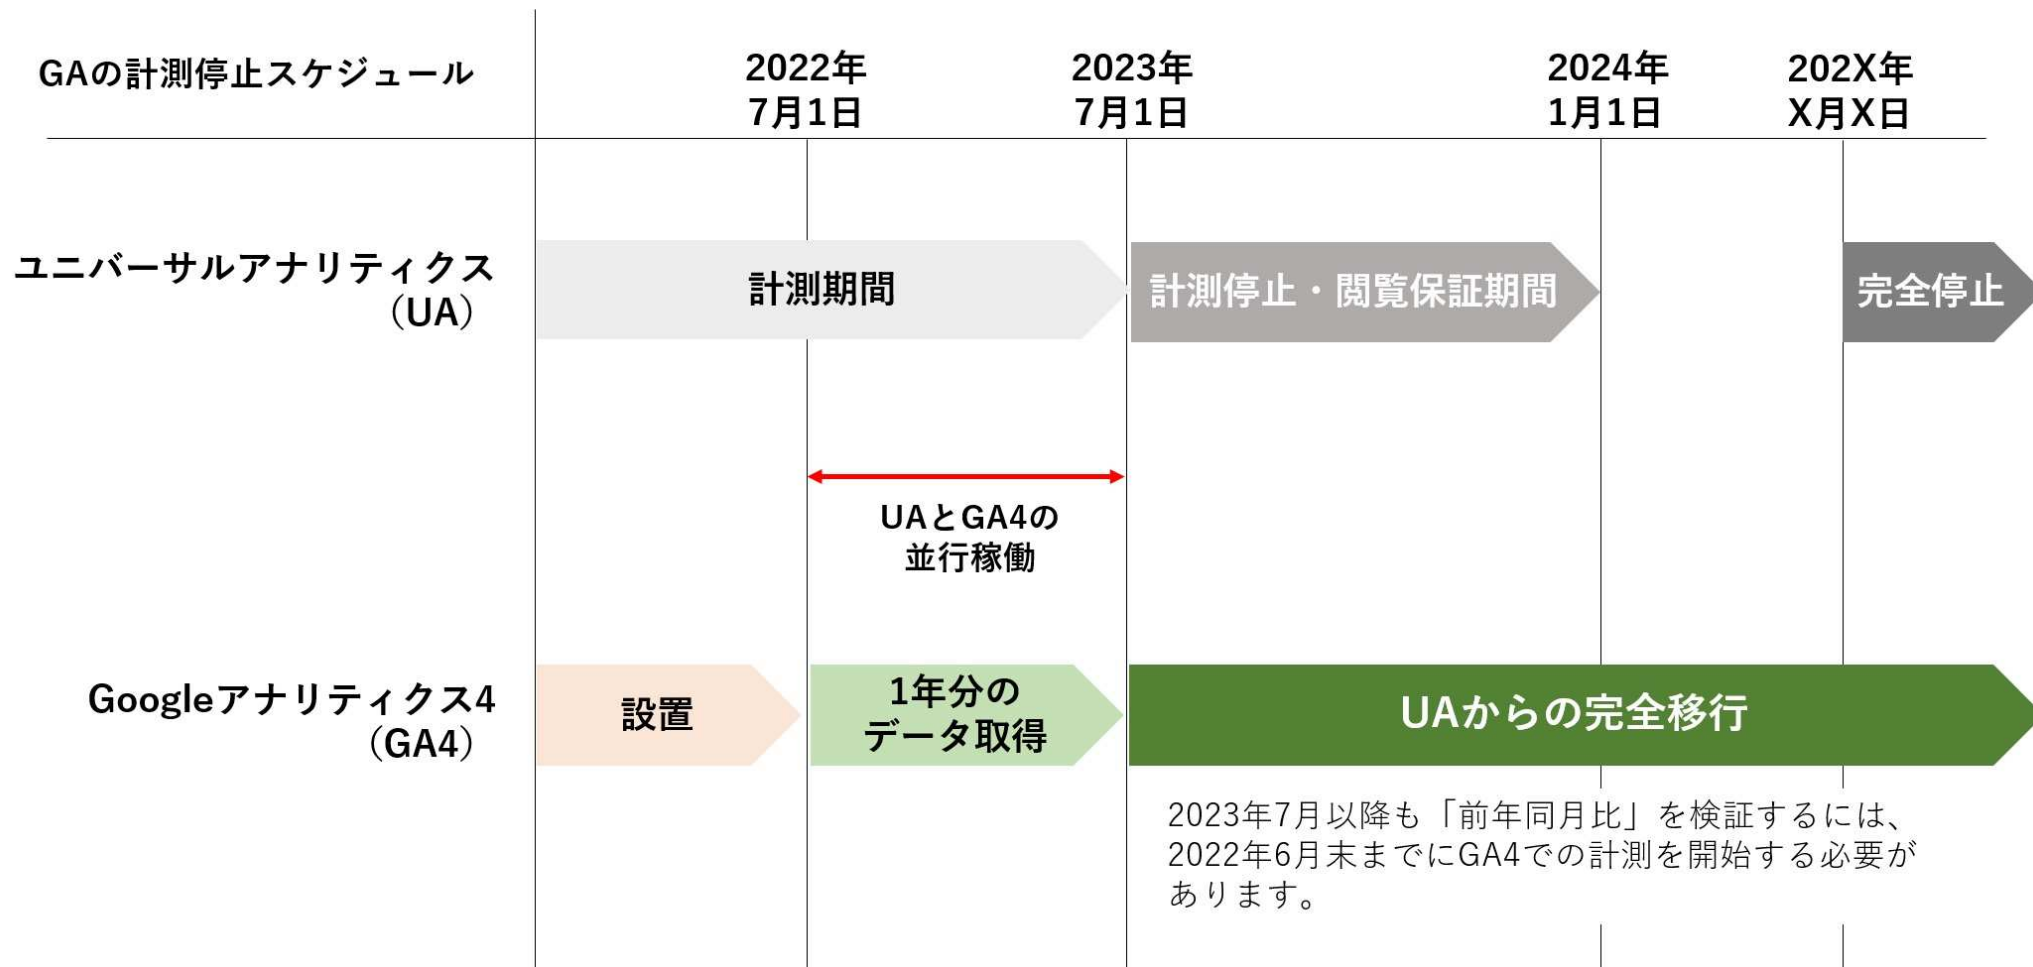 GAの計測停止スケジュール
2022年
7月1日
2023年
7月1日
2024年
1月1日
202X年
X月X日
ユニバーサルアナリティクス
（UA）
計測期間
計測停止・閲覧保証期間
完全停止
UAとGA4の
並行稼働
Googleアナリティクス4
（GA4）
設置
1年分の
データ取得
UAからの完全移行
2023年7月以降も「前年同月比」を検証するには、
2022年6月末までにGA4での計測を開始する必要が
あります。